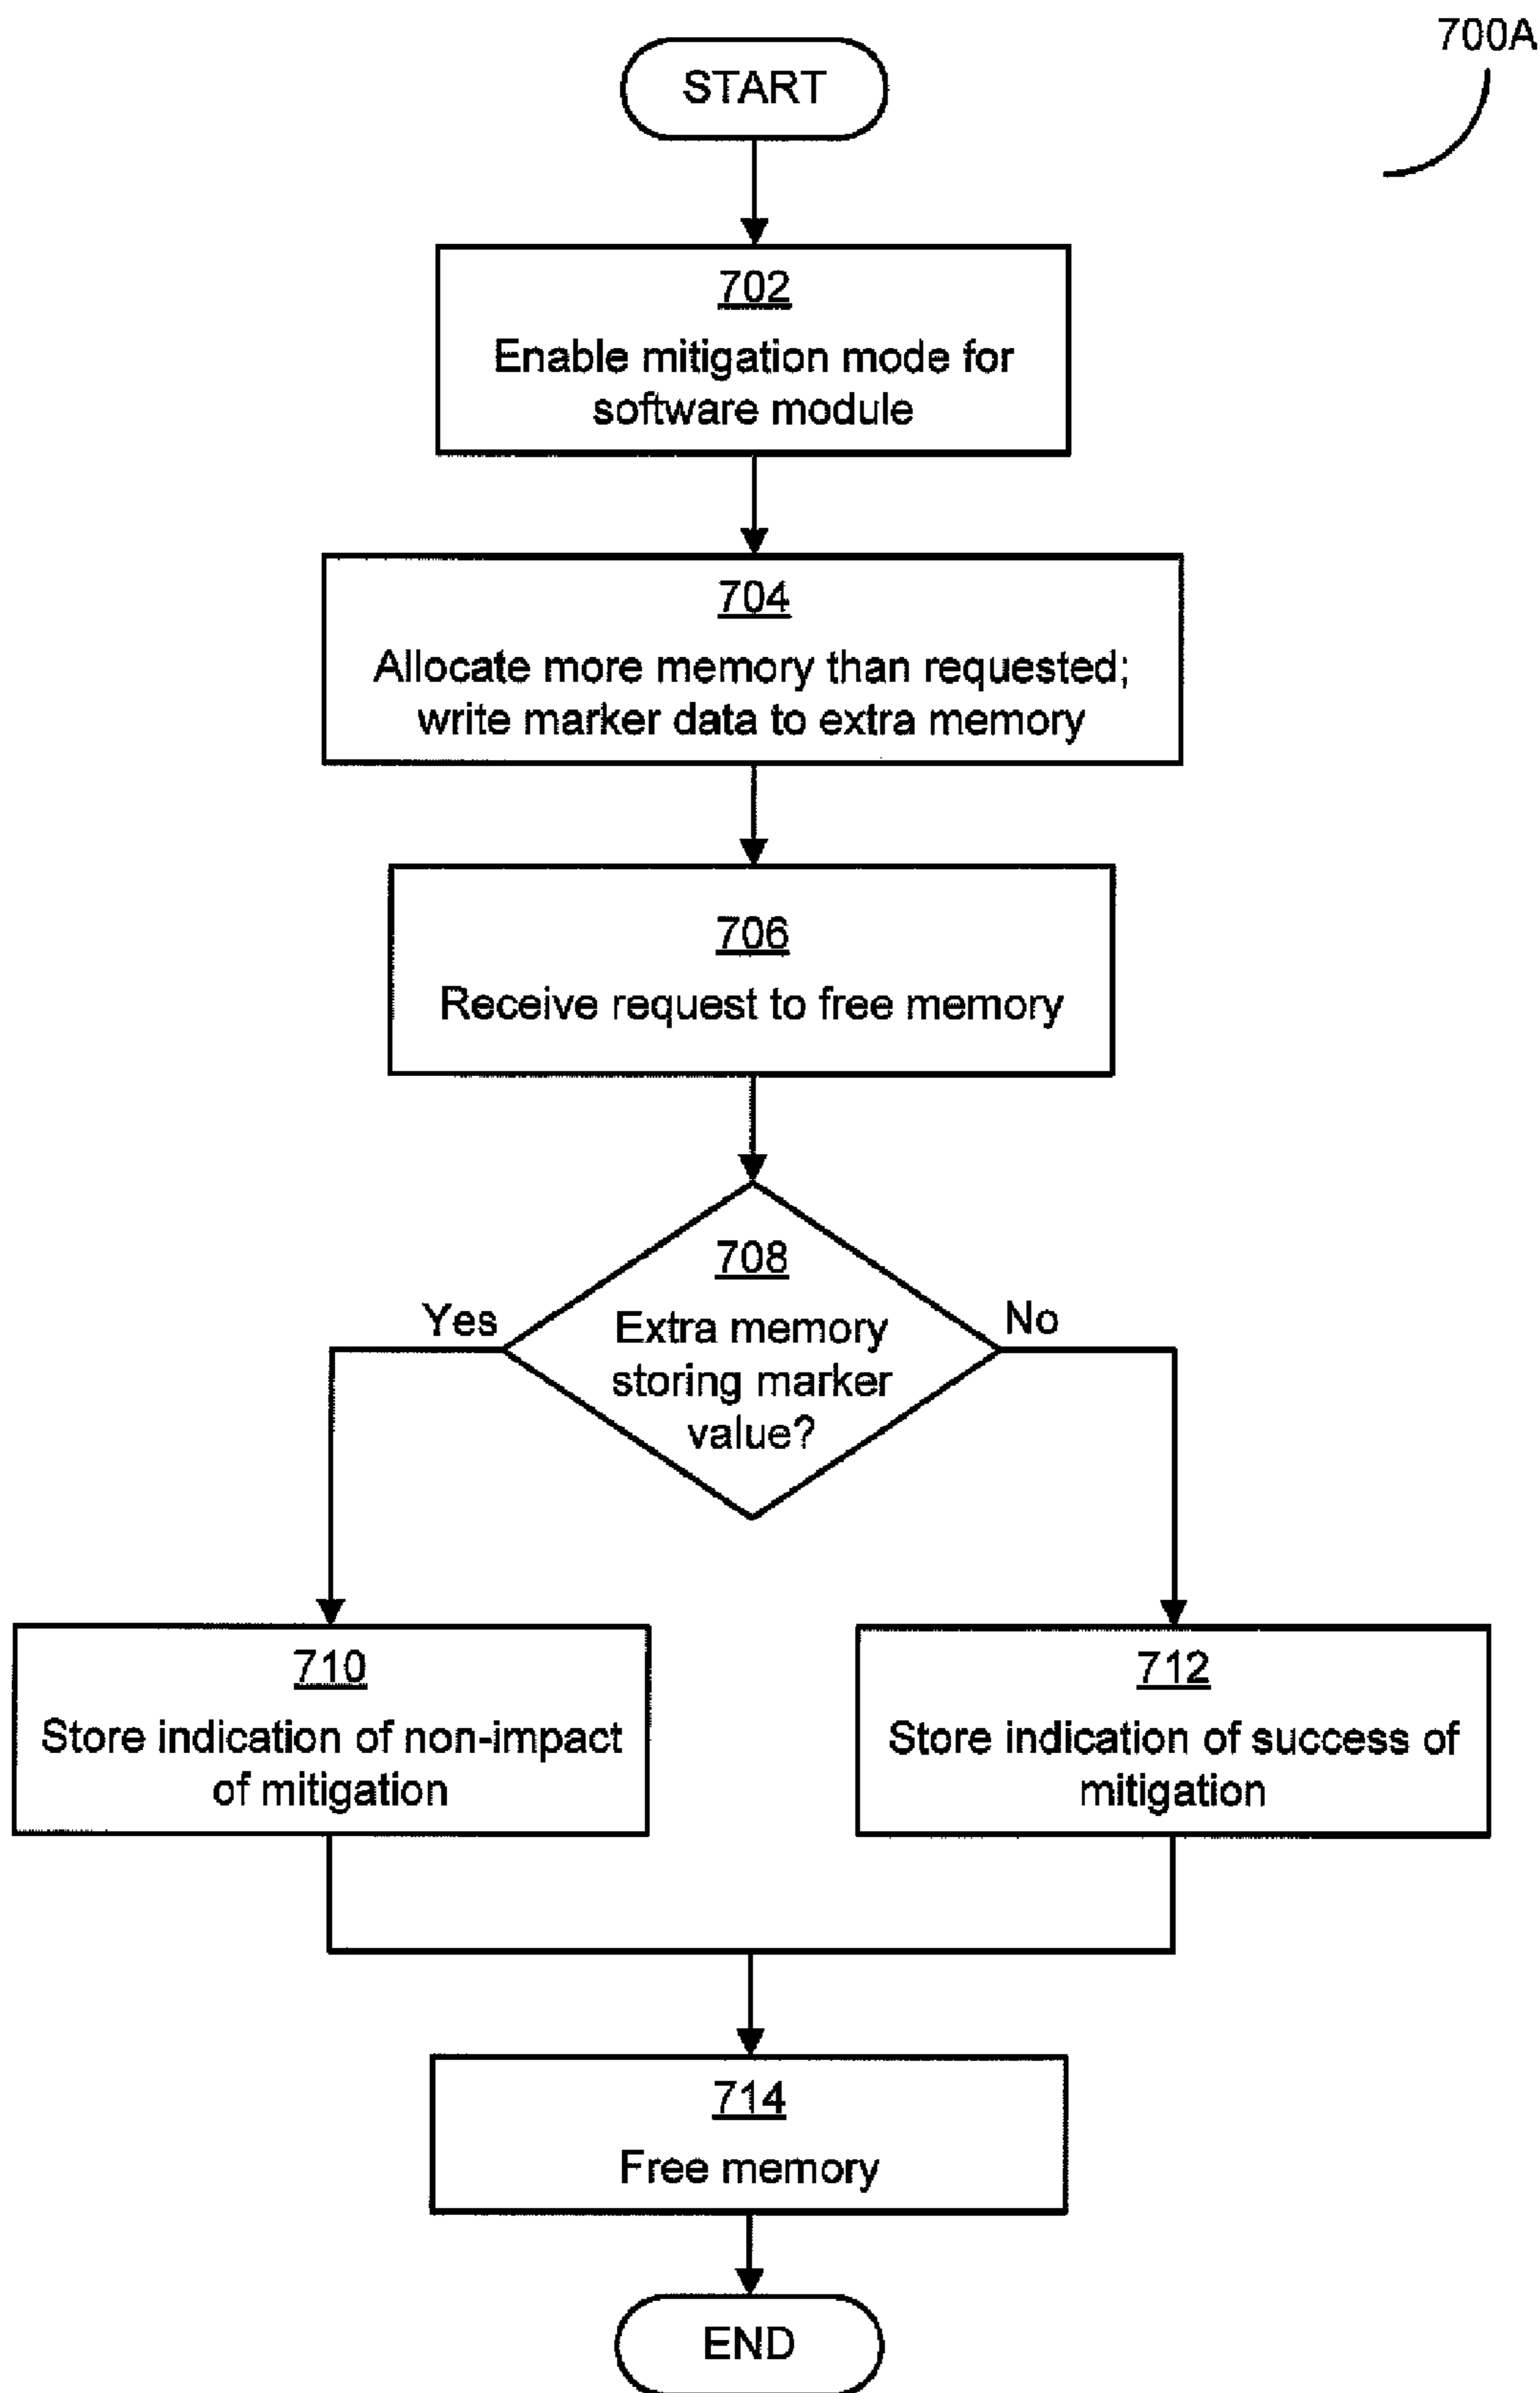 700A
START
702
Enable mitigation mode for
software module
704
Allocate more memory than requested;
write marker data to extra memory
706
Receive request to free memory
708
Extra memory
storing marker
value?
Yes
No
710
Store indication of non-impact
of mitigation
712
Store indication of success of
mitigation
714
Free memory
END